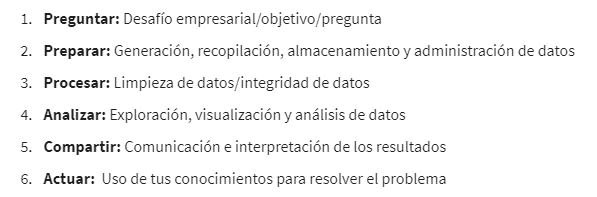 1. Preguntar: Desafío empresarial/objetivo/pregunta
2. Preparar: Generación, recopilación, almacenamiento y administración de datos
3. Procesar: Limpieza de datos/integridad de datos
4. Analizar: Exploración, visualización y análisis de datos
5. Compartir: Comunicación e interpretación de los resultados
6. Actuar: Uso de tus conocimientos para resolver el problema